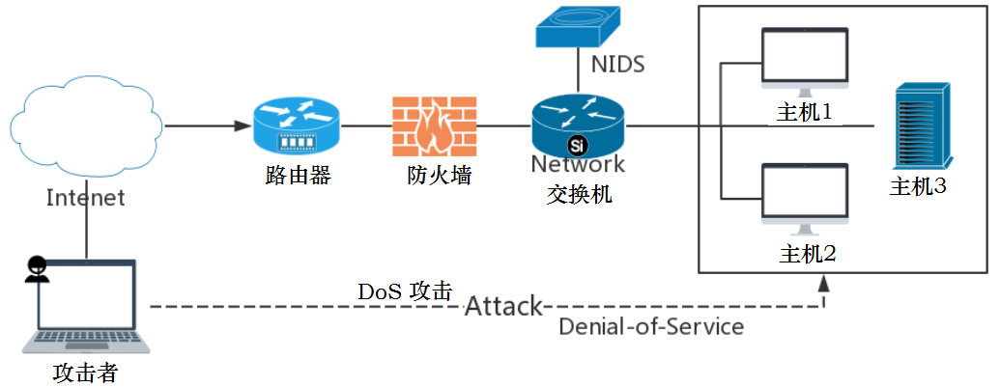 NIDS
主机1
Si
Network
路由器
防火墙
交换机
主机3
Intenet
主机2
DoS 攻击
Attack
Denial-of-Service
攻击者